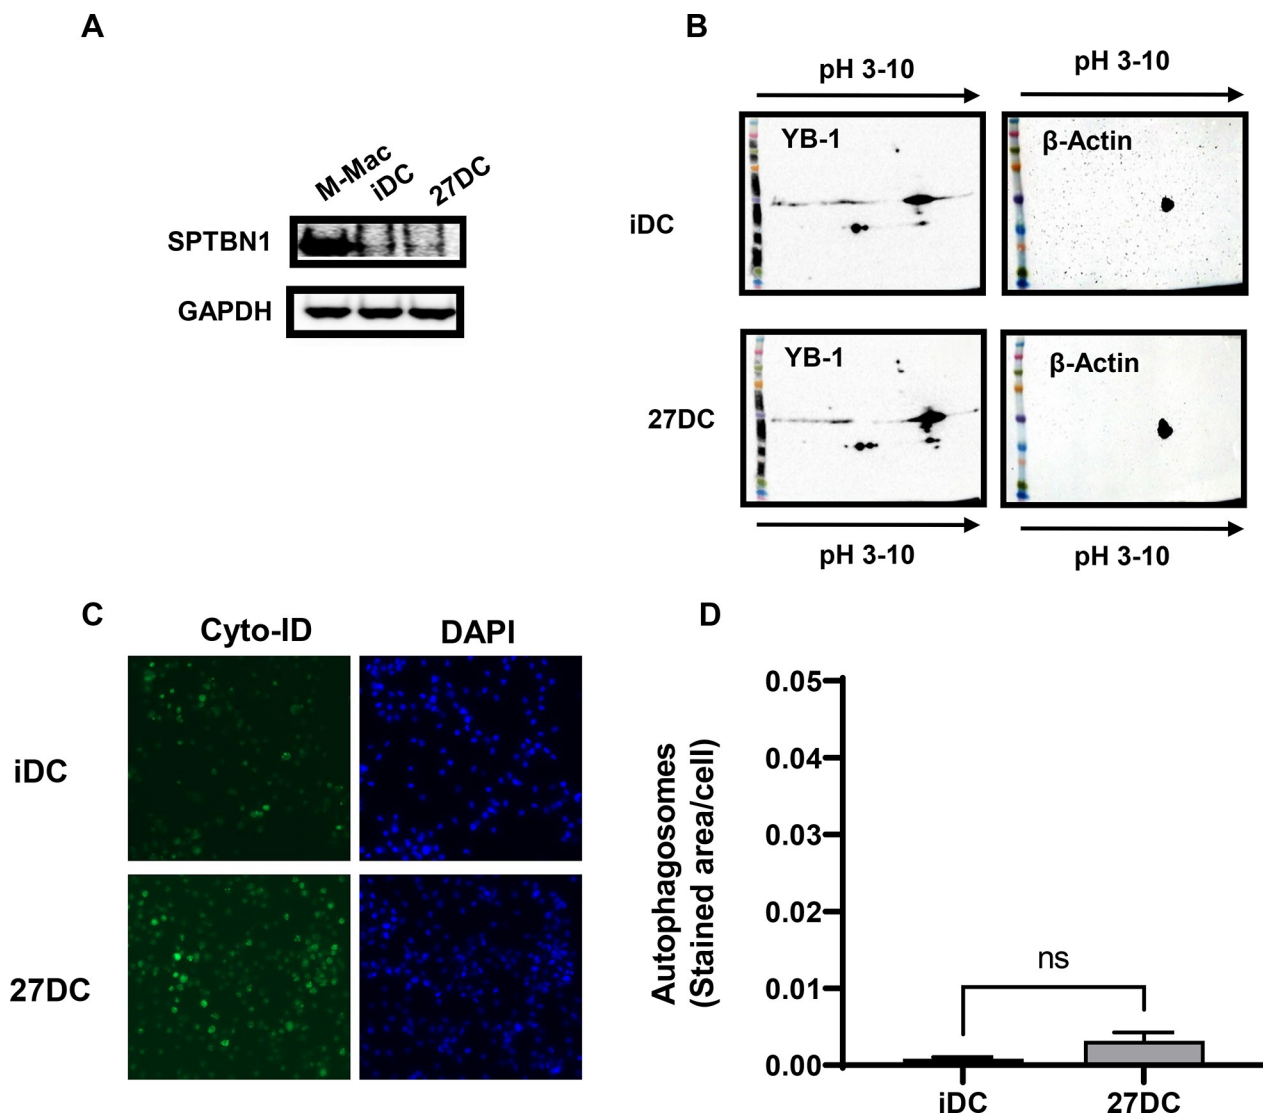 A
M-Mac
iDC
27DC
SPTBN1
GAPDH
B
pH 3-10
pH 3-10
YB-1
β-Actin
iDC
YB-1
β-Actin
27DC
pH 3-10
pH 3-10
C
Cyto-ID
DAPI
iDC
27DC
D
Autophagosomes
(Stained area/cell)
0.05
0.04
0.03
0.02
0.01
0.00
ns
iDC
27DC